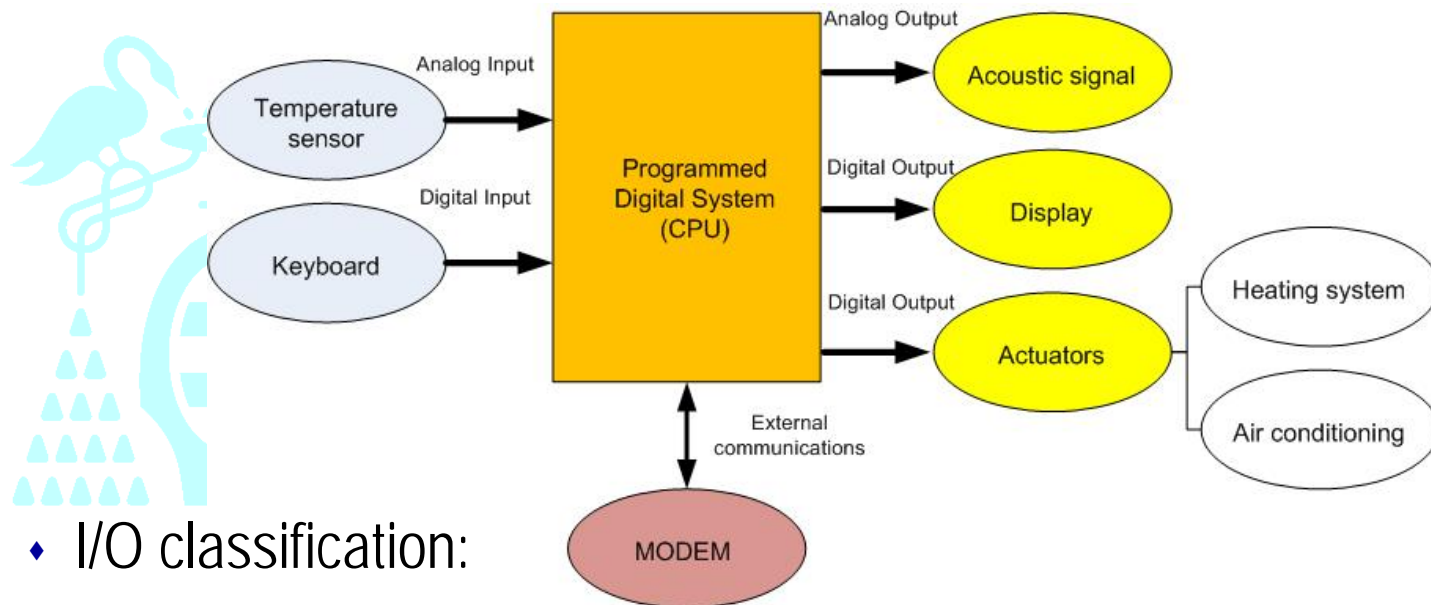 Analog Input
Temperature
sensor
Digital Input
Keyboard
Programmed
Digital System
(CPU)
Analog Output
Acoustic signal
Digital Output
Display
Digital Output
Actuators
Heating system
Air conditioning
External
communications
MODEM
♦ I/O classification: